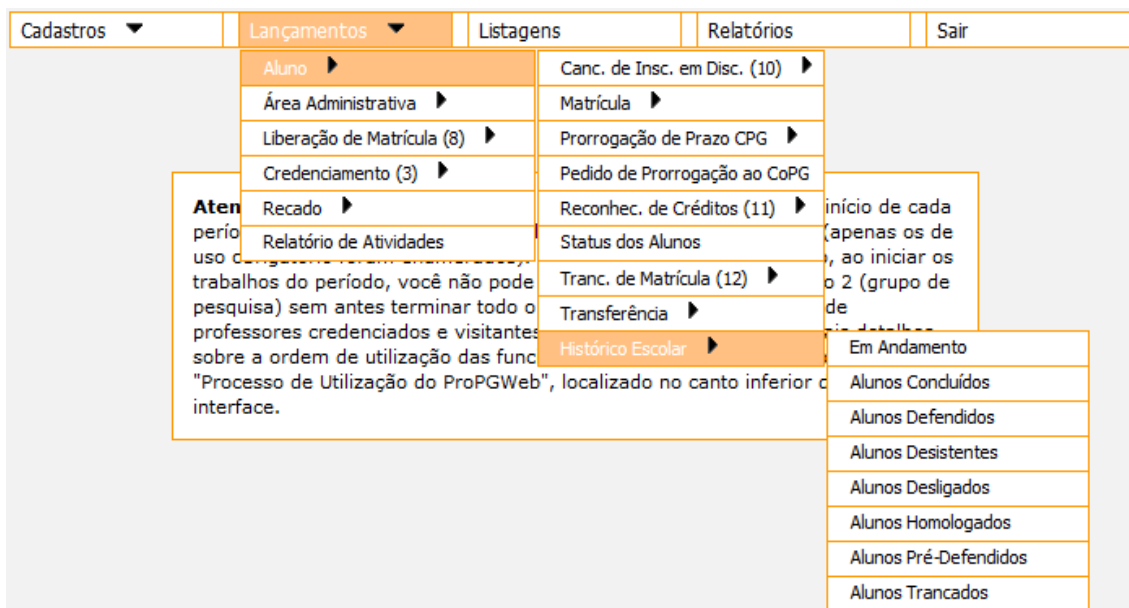 Cadastros
Lançamentos
Listagens
Relatórios
Sair
Aluno
Área Administrativa
Liberação de Matrícula (8)
Credenciamento (3)
Recado
Relatório de Atividades
Canc. de Insc. em Disc. (10)
Matrícula
Prorrogação de Prazo CPG
Pedido de Prorrogação ao CoPG
Reconhec. de Créditos (11)
Status dos Alunos
Tranc. de Matrícula (12)
Transferência
Histórico Escolar
Em Andamento
Alunos Concluídos
Alunos Defendidos
Alunos Desistentes
Alunos Desligados
Alunos Homologados
Alunos Pré-Defendidos
Alunos Trancados
Aten início de cada
perío (apenas os de
uso , ao iniciar os
trabalhos do período, você não pode o 2 (grupo de
pesquisa) sem antes terminar todo o de
professores credenciados e visitantes
sobre a ordem de utilização das func
"Processo de Utilização do ProPGWeb", localizado no canto inferior
interface.